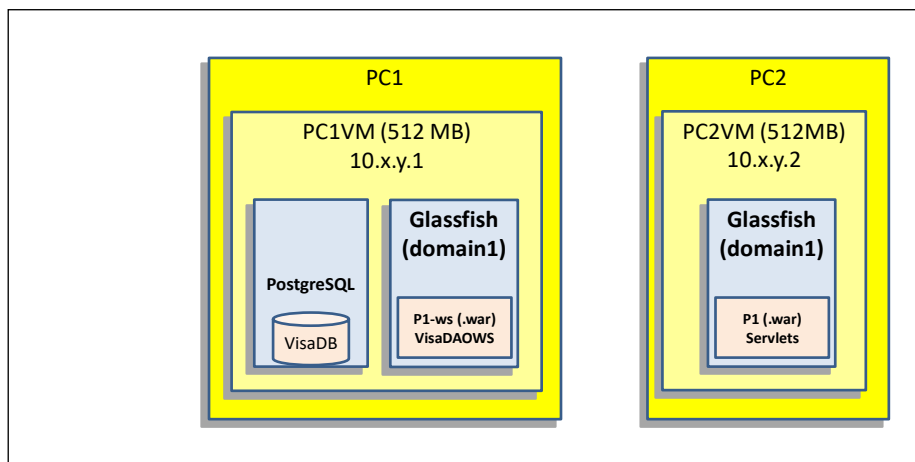 PC1
PC1VM (512 MB)
10.x.y.1
PostgreSQL
VisaDB
Glassfish
(domain1)
P1-ws (.war)
VisaDAOWS
PC2
PC2VM (512MB)
10.x.y.2
Glassfish
(domain1)
P1 (.war)
Servlets